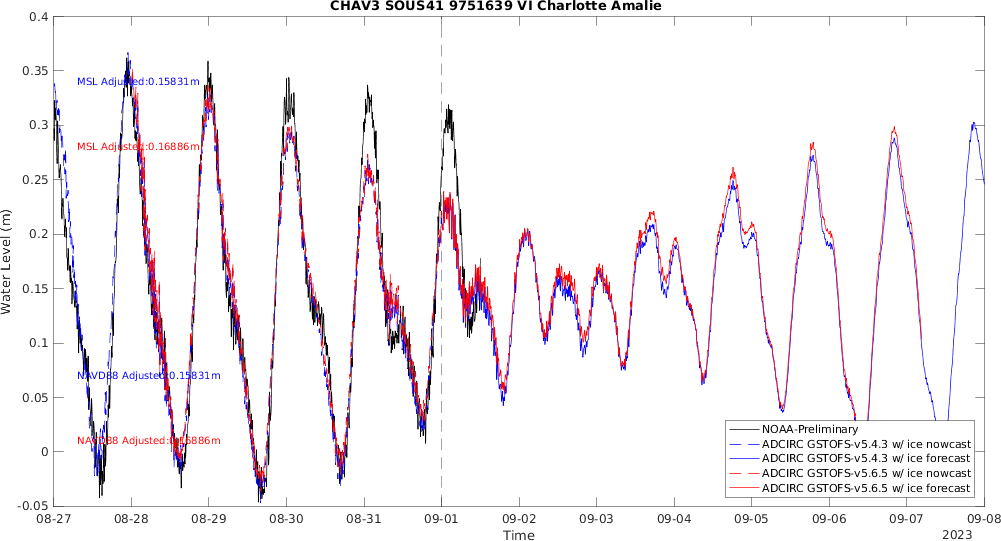 CHAV3 SOUS41 9751639 VI Charlotte Amalie
0.4
0.35
0.3
0.25
0.2
0.15
0.1
0.05
0
-0.05
Water Level (m)
MSL Adjusted:0.15831m
MSL Adjusted:0.16886m
NAVD88 Adjusted:0.15831m
NAVD88 Adjusted:0.16886m
NOAA-Preliminary
ADCIRC GSTOFS-v5.4.3 w/ ice nowcast
ADCIRC GSTOFS-v5.4.3 w/ ice forecast
ADCIRC GSTOFS-v5.6.5 w/ ice nowcast
ADCIRC GSTOFS-v5.6.5 w/ ice forecast
08-27 08-28 08-29 08-30 08-31 09-01 09-02 09-03 09-04 09-05 09-06 09-07 09-08
Time
2023